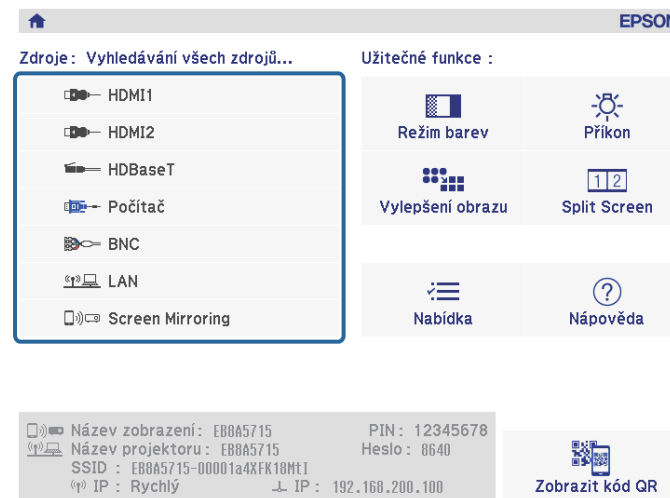 EPSON
Zdroje: Vyhledávání všech zdrojů...
HDMI1
HDMI2
HDBaseT
Počítač
BNC
LAN
Screen Mirroring
Užitečné funkce :
Režim barev
Příkon
Vylepšení obrazu
1 2
Split Screen
Nabídka
?
Nápověda
Název zobrazení: EB8A5715 PIN: 12345678
Název projektoru: EB8A5715 Heslo: 8640
SSID : EB8A5715-00001a4XFK18MtI
IP : Rychlý IP : 192.168.200.100
Zobrazit kód QR